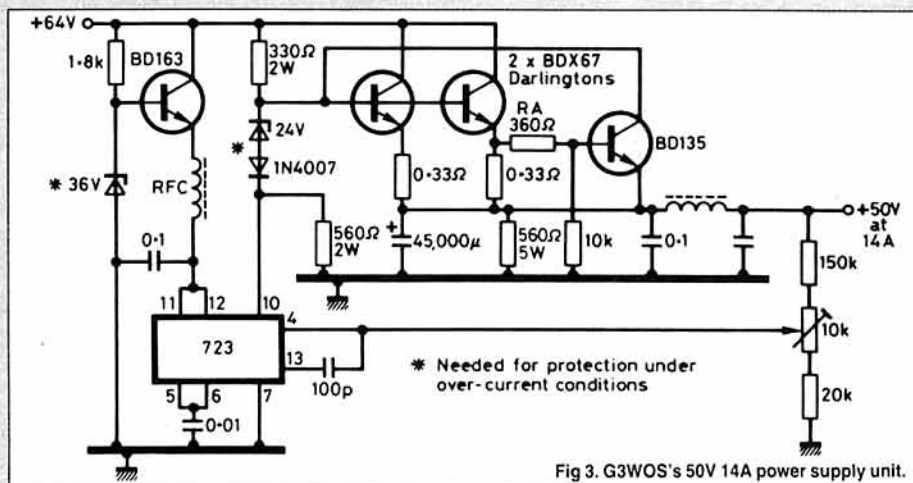 +64V
1·8k
BD163
330Ω
2W
2 x BDX67
Darlingtons
RA
360Ω
BD135
24V
*
1N4007
* 36V
RFC
0·33Ω
0·33Ω
+50V
at
14A
0·1
560Ω
2W
+
45,000µ
560Ω
5W
10k
0·1
150k
11
12
10
4
10k
723
13
100p
* Needed for protection under
over-current conditions
5
6
7
0·01
20k
Fig 3. G3WOS's 50V 14A power supply unit.